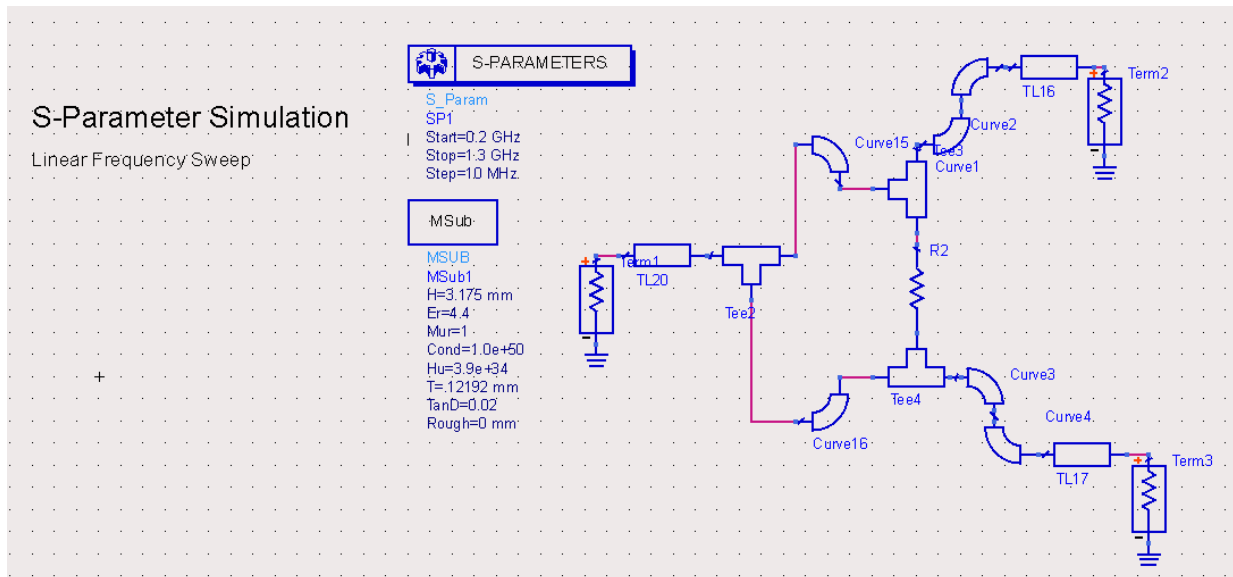 S-PARAMETERS
S_Param
SP1
Start=0.2 GHz
Stop=1.3 GHz
Step=10 MHz
S-Parameter Simulation
Linear Frequency Sweep
MSub
MSUB
MSub1
H=3.175 mm
Er=4.4
Mur=1
Cond=1.0e+50
Hu=3.9e+34
T=.12192 mm
TanD=0.02
Rough=0 mm
Term1
TL20
Tee2
Curve15
Tee3
Curve1
Curve2
TL16
Term2
R2
Curve16
Tee4
Curve3
Curve4
TL17
Term3